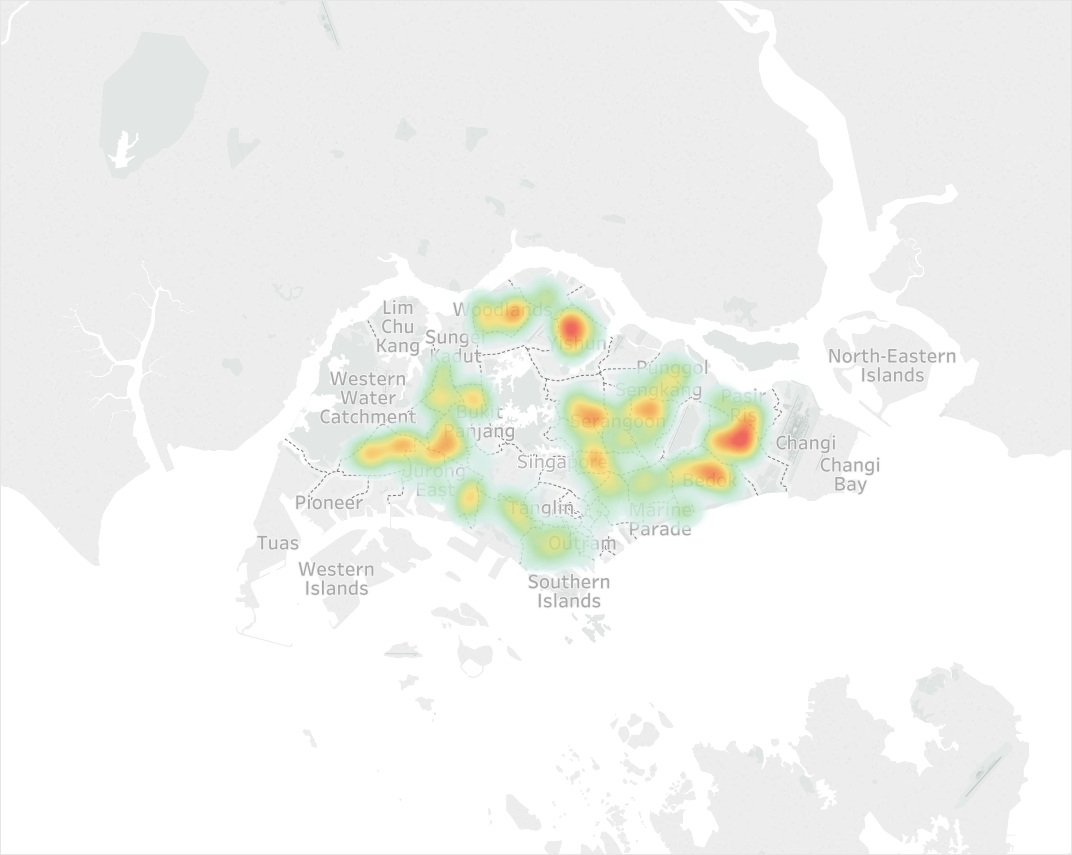 Lim
Chu
Kang
Woodlands
Sungei
Kadut
Yishun
Western
Water
Catchment
Bukit
Panjang
Punggol
Sengkang
Serangoon
Pasir
Ris
North-Eastern
Islands
Changi
Changi
Bay
Jurong
East
Singapore
Bedok
Pioneer
Tanglin
Marine
Parade
Tuas
Outram
Western
Islands
Southern
Islands